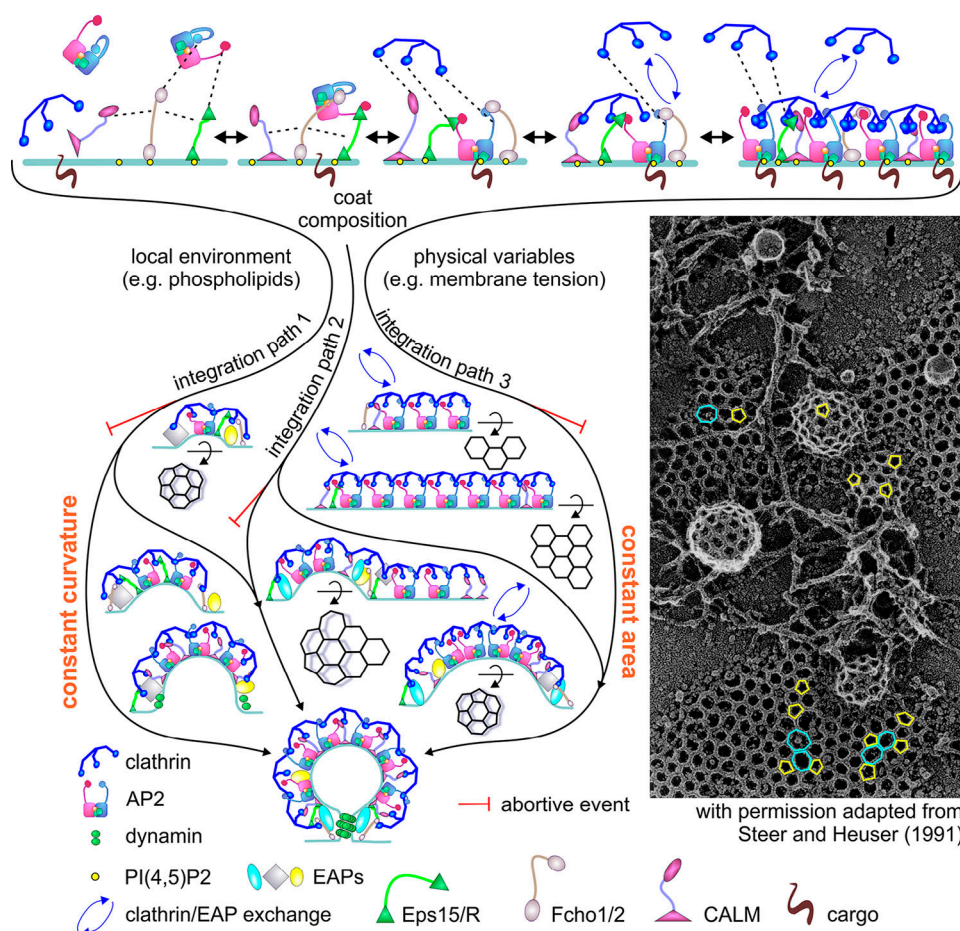 coat
composition
local environment
(e.g. phospholipids)
physical variables
(e.g. membrane tension)
integration path 1
integration path 2
integration path 3
constant curvature
constant area
clathrin
AP2
dynamin
abortive event
with permission adapted from
Steer and Heuser (1991)
PI(4,5)P2
EAPs
clathrin/EAP exchange
Eps15/R
Fcho1/2
CALM
cargo